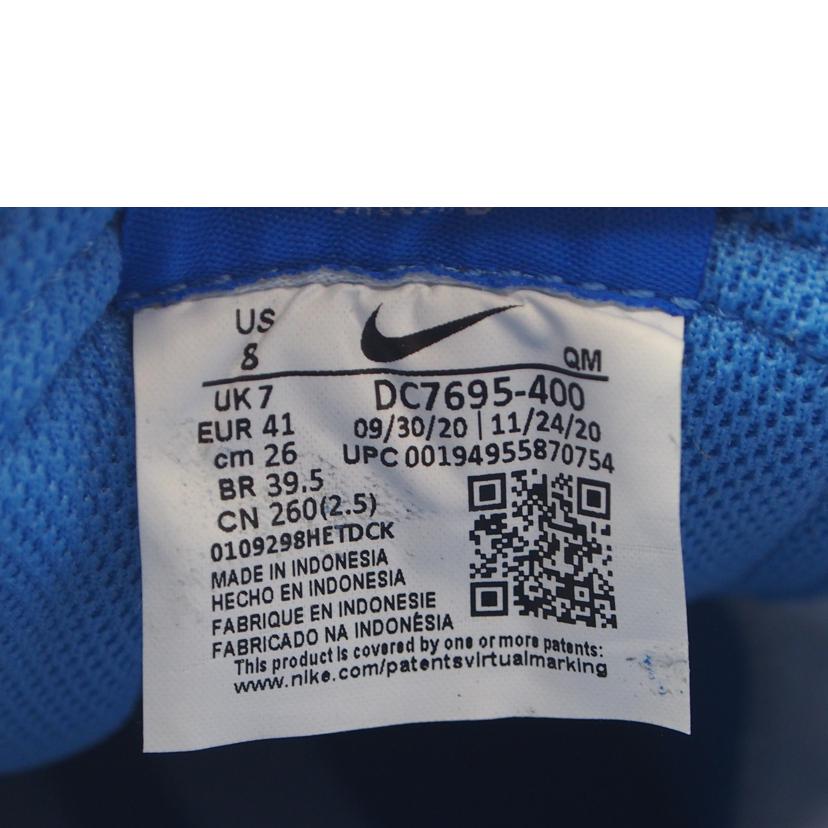 US
8
QM
UK 7
DC7695-400
EUR 41
09/30/20 | 11/24/20
cm 26
UPC 00194955870754
BR 39.5
CN 260(2.5)
0109298HETDCK
MADE IN INDONESIA
HECHO EN INDONESIA
FABRIQUE EN INDONESIE
FABRICADO NA INDONÉSIA
This product is covered by one or more patents:
www.nike.com/patentsvirtualmarking